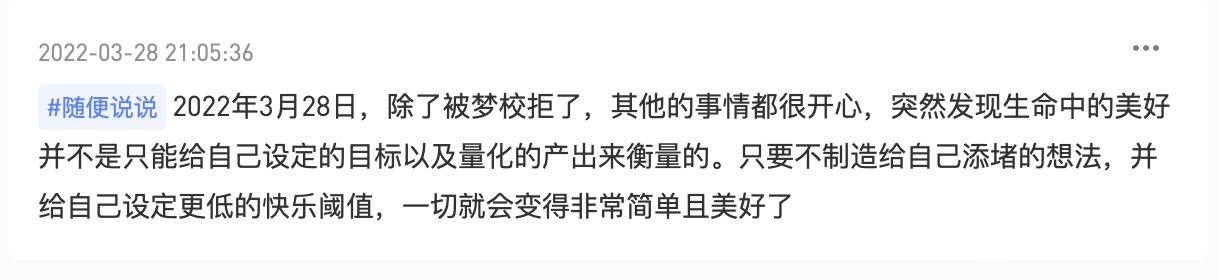 2022-03-28 21:05:36
#随便说说 2022年3月28日，除了被梦校拒了，其他的事情都很开心，突然发现生命中的美好
并不是只能给自己设定的目标以及量化的产出来衡量的。只要不制造给自己添堵的想法，并
给自己设定更低的快乐阈值，一切就会变得非常简单且美好了